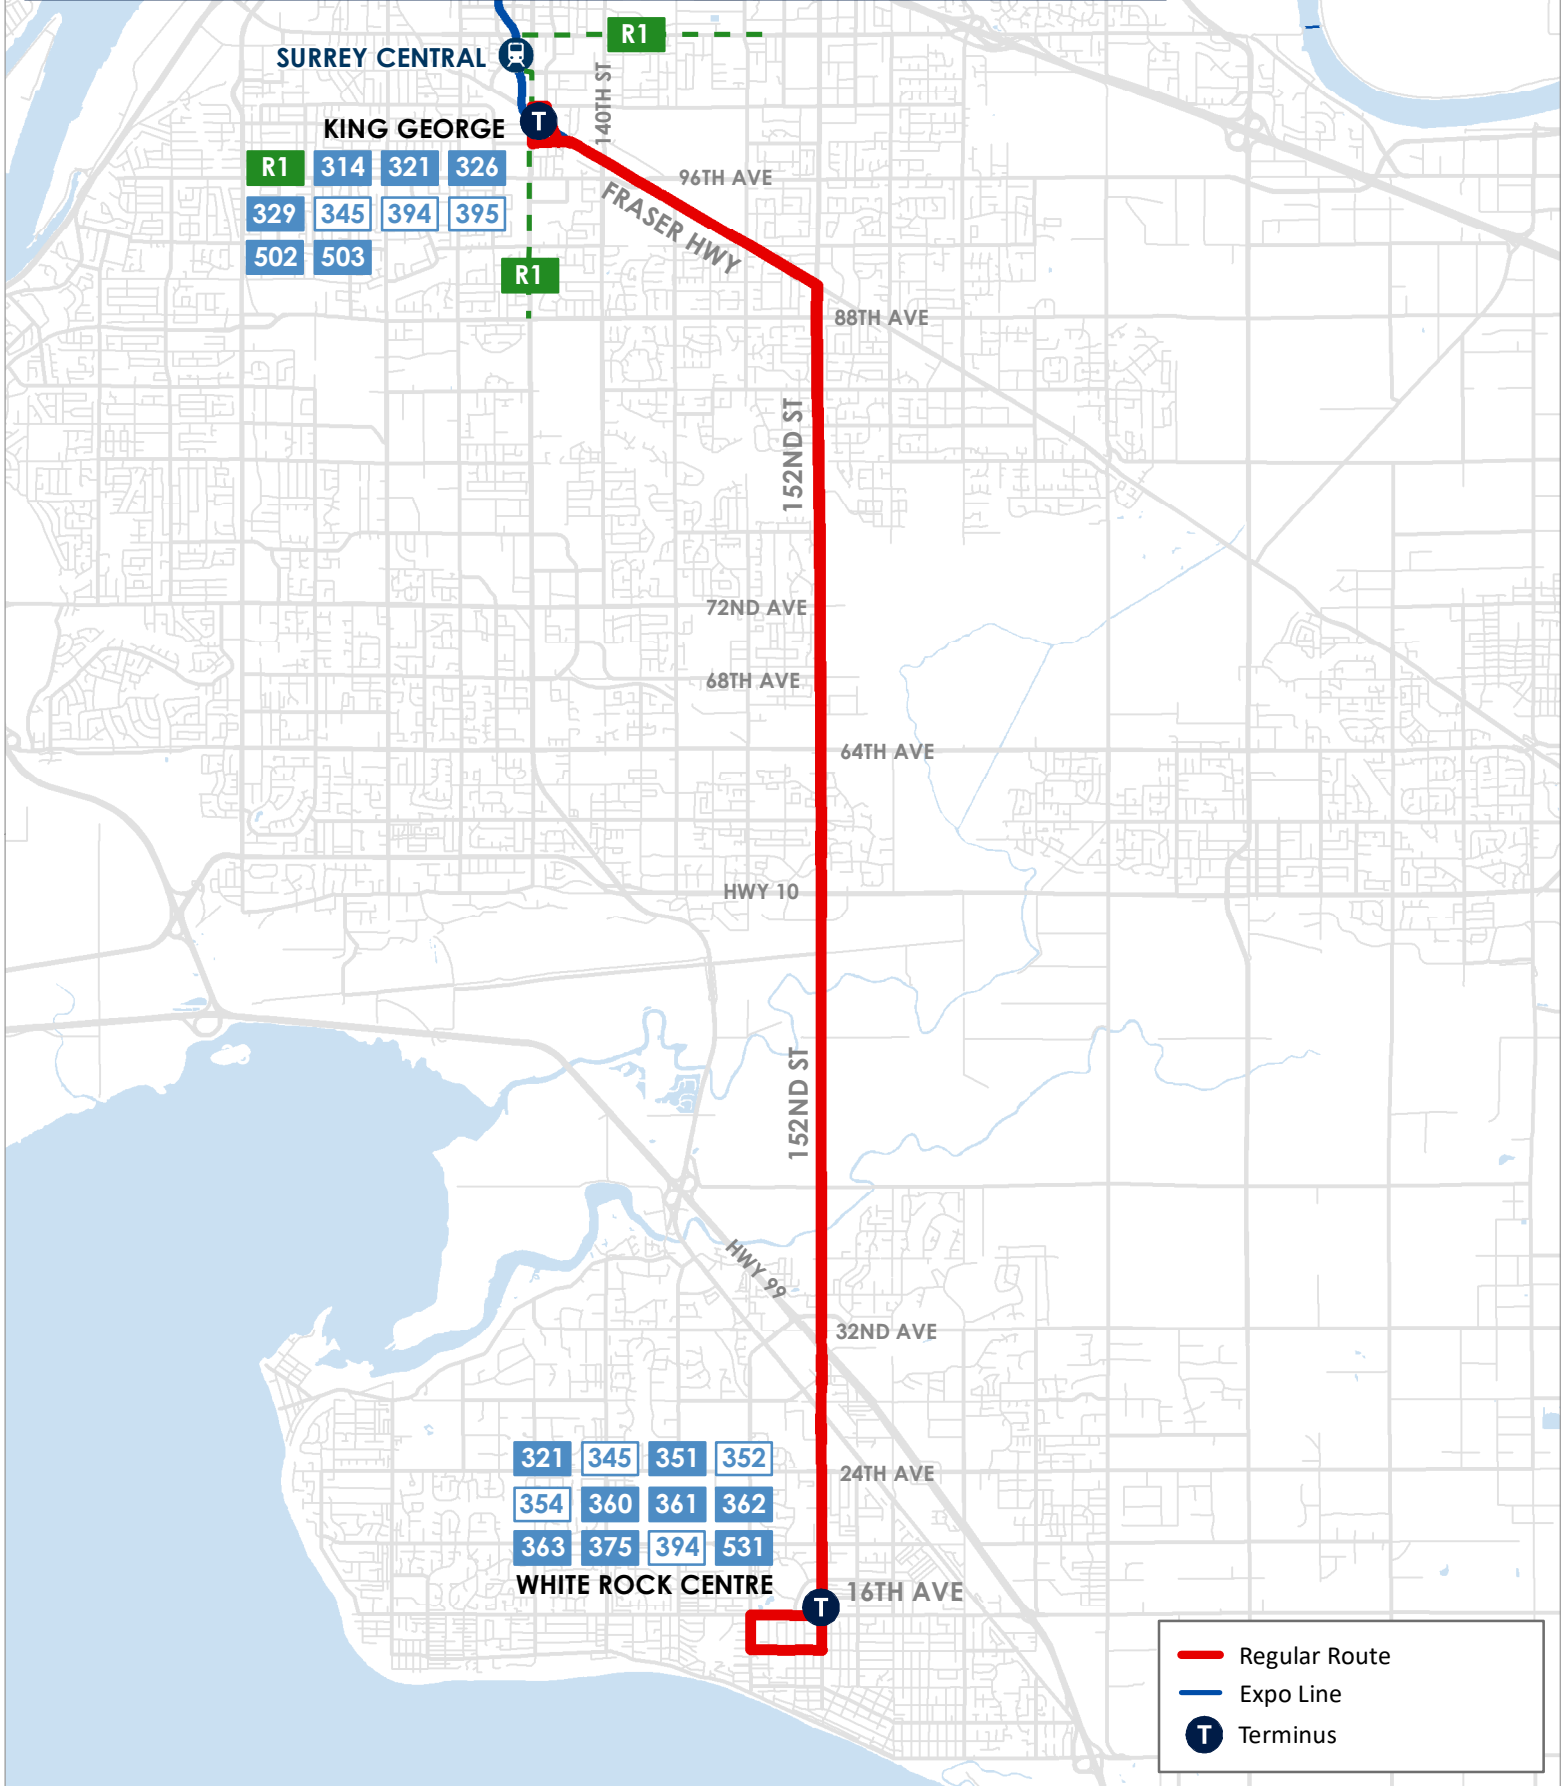 R1
SURREY CENTRAL
140TH ST
T
KING GEORGE
R1 314 321 326
329 345 394 395
502 503
96TH AVE
FRASER HWY
R1
88TH AVE
152ND ST
72ND AVE
68TH AVE
64TH AVE
HWY 10
152ND ST
HWY 99
32ND AVE
321 345 351 352
24TH AVE
354 360 361 362
363 375 394 531
WHITE ROCK CENTRE
16TH AVE
T
Regular Route
Expo Line
T Terminus